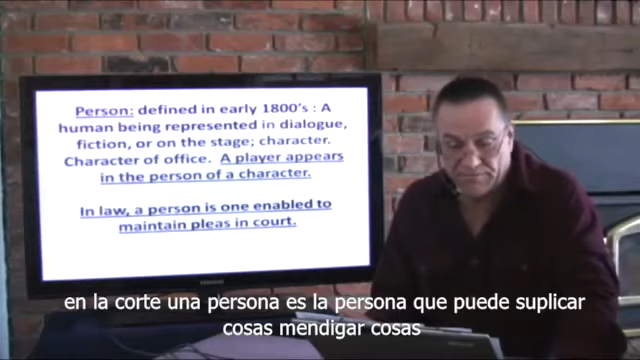 Person: defined in early 1800's : A
human being represented in dialogue,
fiction, or on the stage; character.
Character of office. A player appears
in the person of a character.
In law, a person is one enabled to
maintain pleas in court.
en la corte una persona es la persona que puede suplicar
cosas mendigar cosas